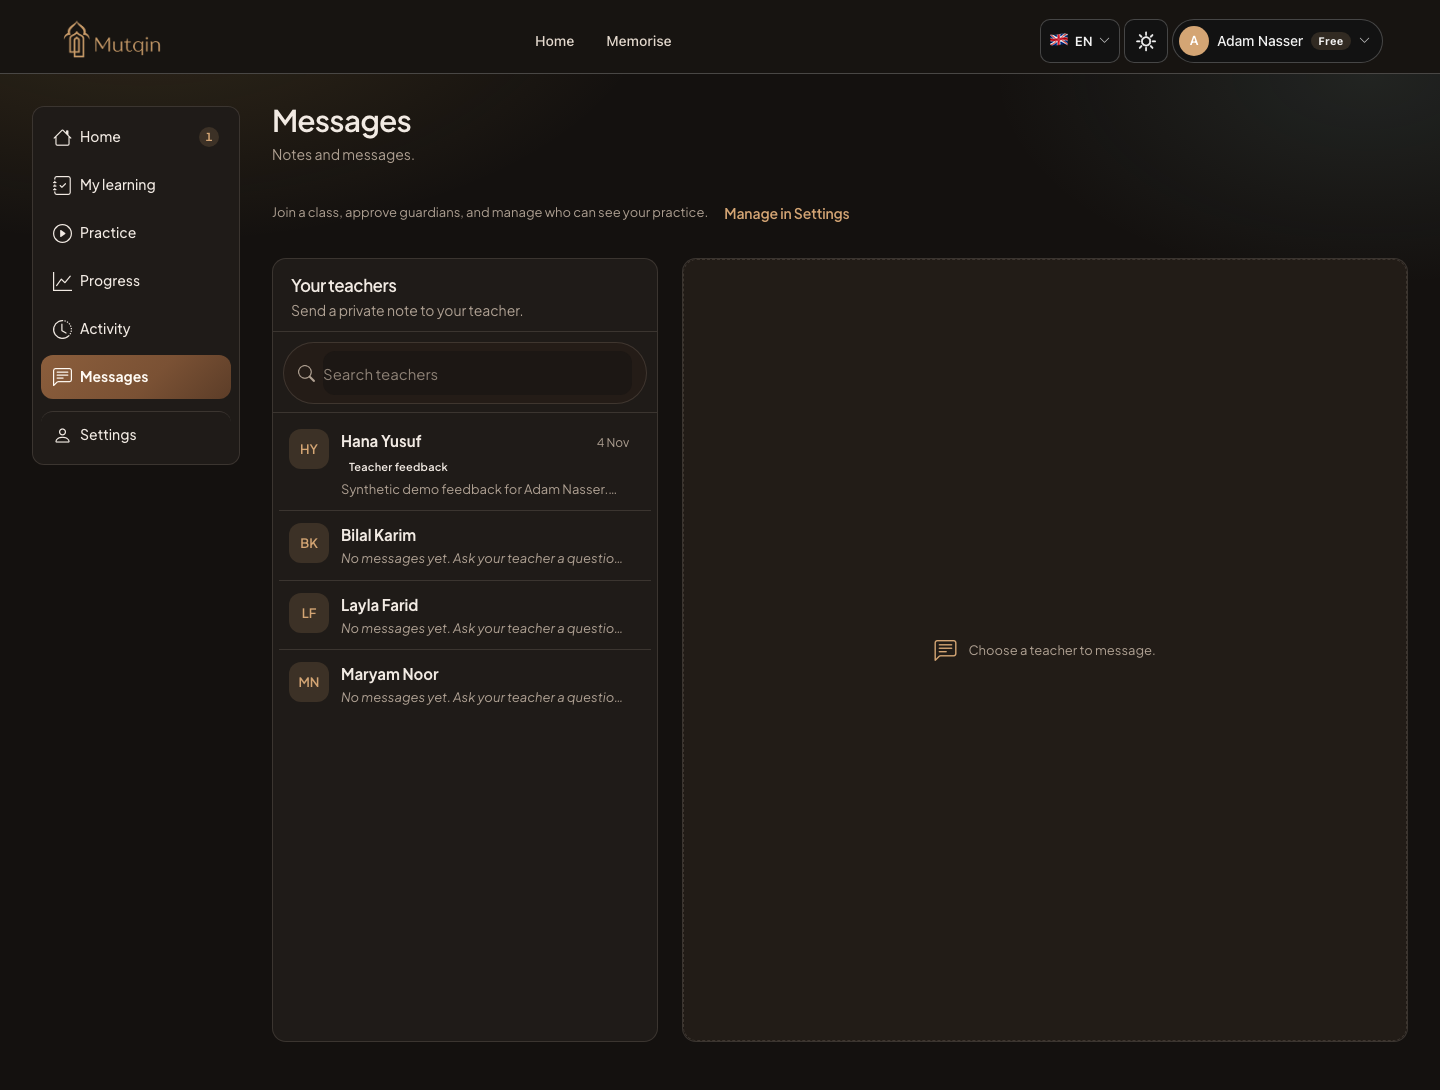 Mutqin
Home
Memorise
EN
A
Adam Nasser
Free
Home
1
My learning
Practice
Progress
Activity
Messages
Settings
Messages
Notes and messages.
Join a class, approve guardians, and manage who can see your practice.
Manage in Settings
Your teachers
Send a private note to your teacher.
Search teachers
HY
Hana Yusuf
4 Nov
Teacher feedback
Synthetic demo feedback for Adam Nasser.…
BK
Bilal Karim
No messages yet. Ask your teacher a questio…
LF
Layla Farid
No messages yet. Ask your teacher a questio…
MN
Maryam Noor
No messages yet. Ask your teacher a questio…
Choose a teacher to message.